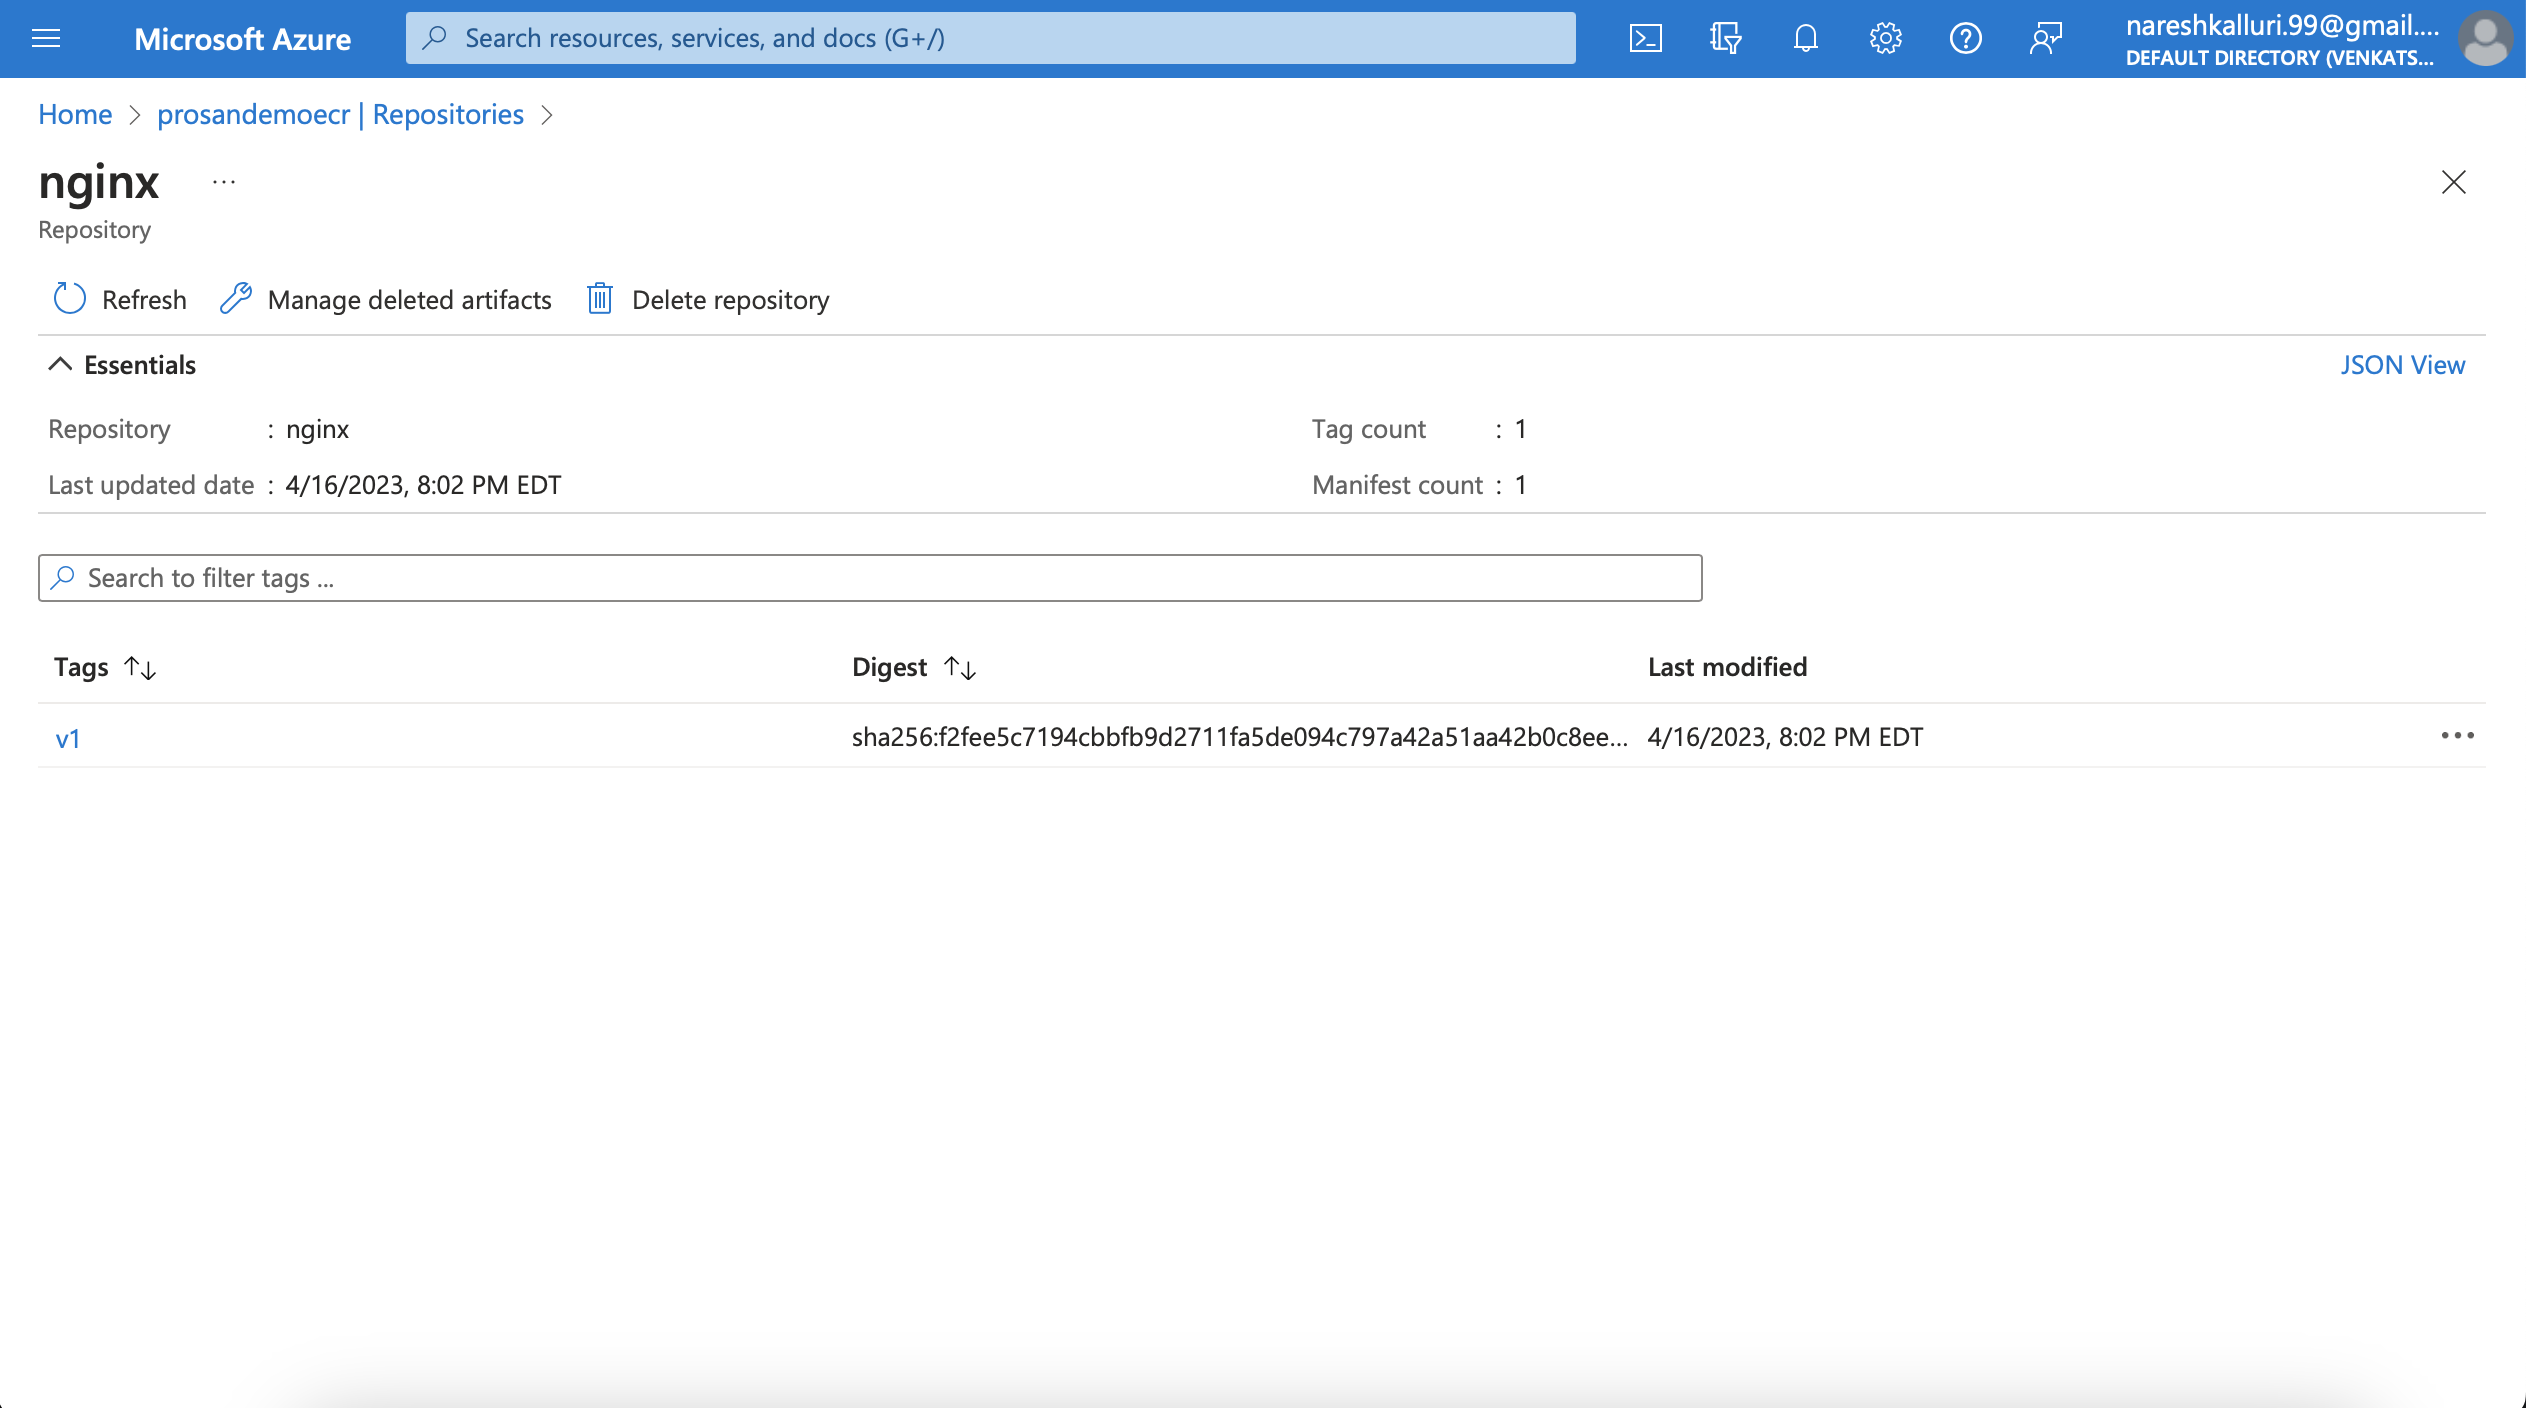 Microsoft Azure
Search resources, services, and docs (G+/)
nareshkalluri.99@gmail....
DEFAULT DIRECTORY (VENKATS...
Home > prosandemoecr | Repositories >
nginx ...
Repository
Refresh Manage deleted artifacts Delete repository
Essentials JSON View
Repository : nginx Tag count : 1
Last updated date : 4/16/2023, 8:02 PM EDT Manifest count : 1
Search to filter tags ...
Tags ↑↓ Digest ↑↓ Last modified
v1 sha256:f2fee5c7194cbbfb9d2711fa5de094c797a42a51aa42b0c8ee... 4/16/2023, 8:02 PM EDT ...